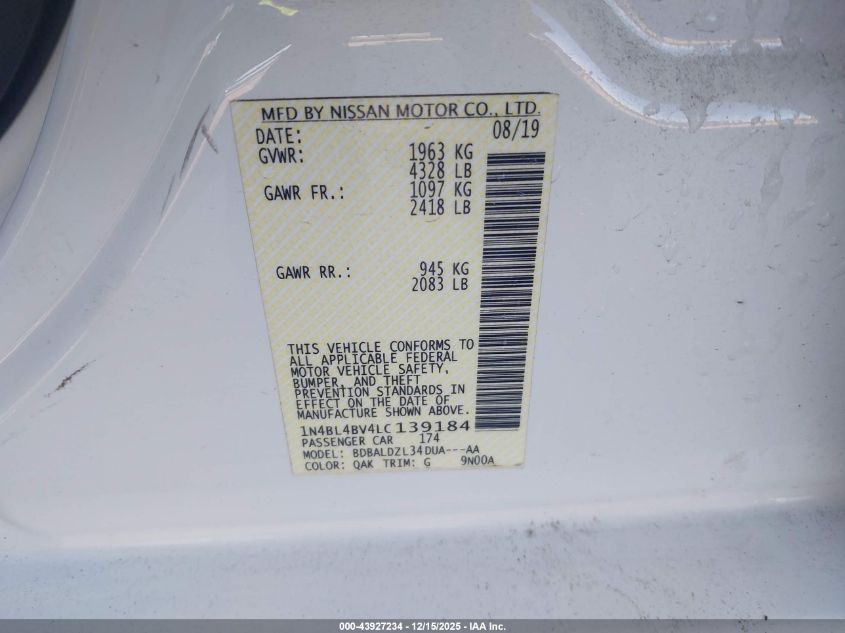 MFD BY NISSAN MOTOR CO., LTD.
DATE: 08/19
GVWR: 1963 KG
4328 LB
GAWR FR.: 1097 KG
2418 LB
GAWR RR.: 945 KG
2083 LB
THIS VEHICLE CONFORMS TO
ALL APPLICABLE FEDERAL
MOTOR VEHICLE SAFETY,
BUMPER, AND THEFT
PREVENTION STANDARDS IN
EFFECT ON THE DATE OF
MANUFACTURE SHOWN ABOVE.
1N4BL4BV4LC139184
PASSENGER CAR 174
MODEL: BDBALDZL34DUA---AA
COLOR: QAK TRIM: G 9N00A
000-43927234 - 12/15/2025 - IAA Inc.